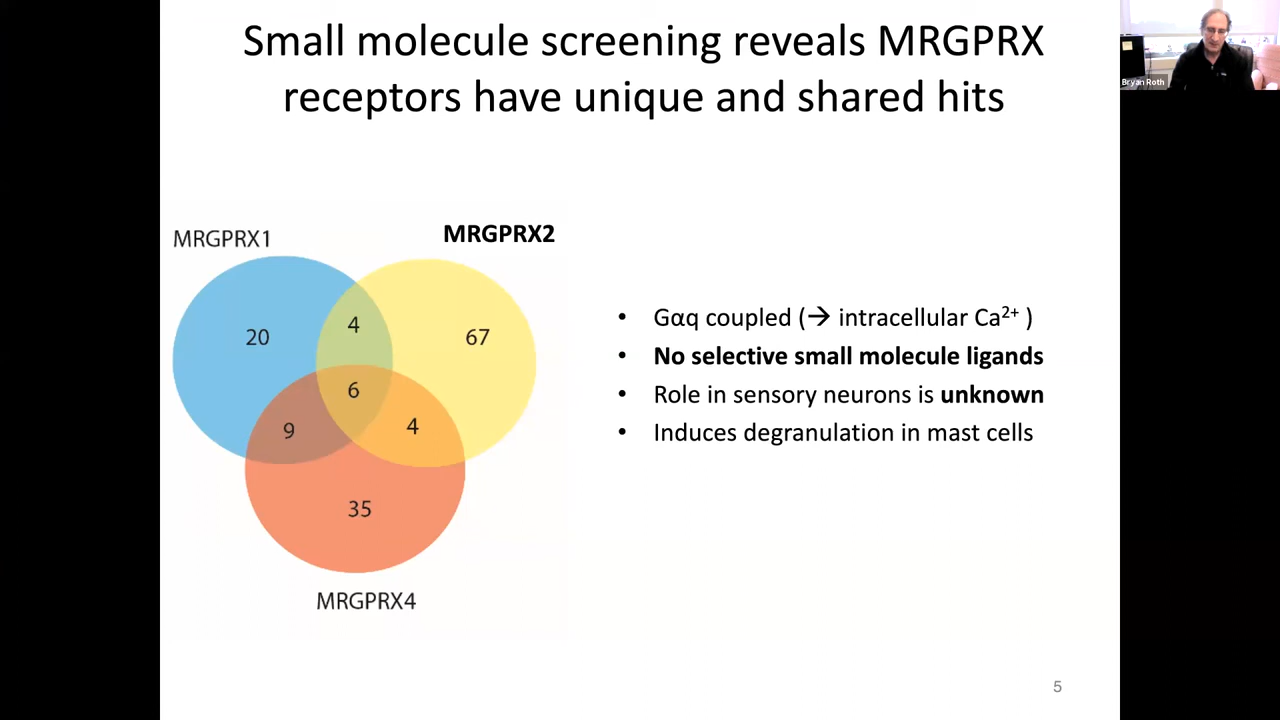 Small molecule screening reveals MRGPRX
receptors have unique and shared hits
Bryan Roth
MRGPRX1
MRGPRX2
20
4
67
6
9
4
35
MRGPRX4
• Gαq coupled (→ intracellular Ca²⁺ )
• No selective small molecule ligands
• Role in sensory neurons is unknown
• Induces degranulation in mast cells
5